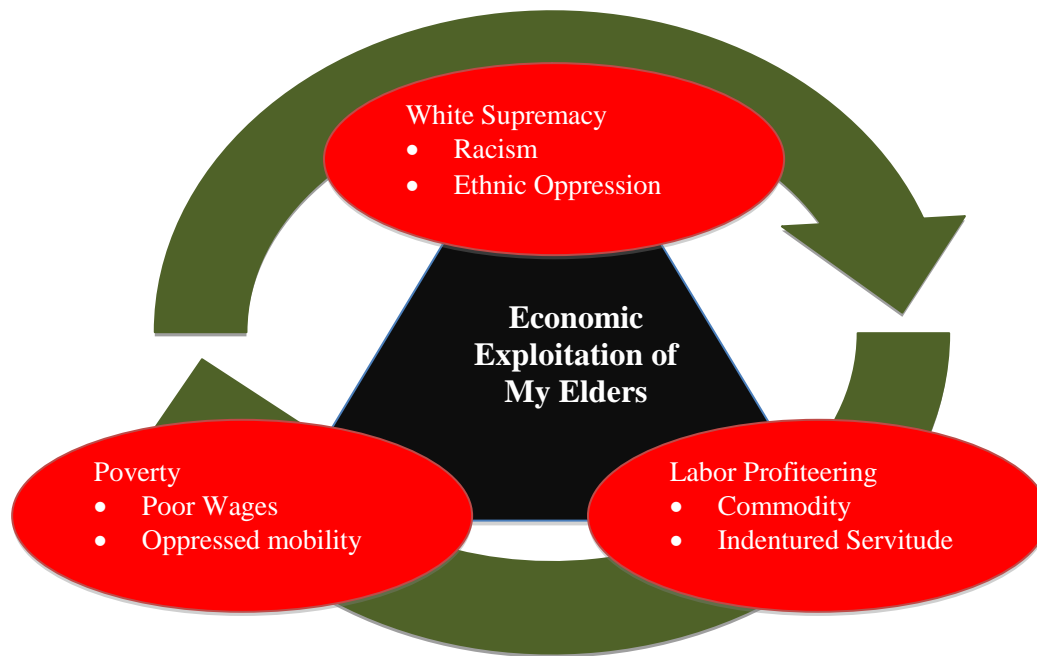 White Supremacy
• Racism
• Ethnic Oppression
Economic
Exploitation of
My Elders
Poverty
• Poor Wages
• Oppressed mobility
Labor Profiteering
• Commodity
• Indentured Servitude